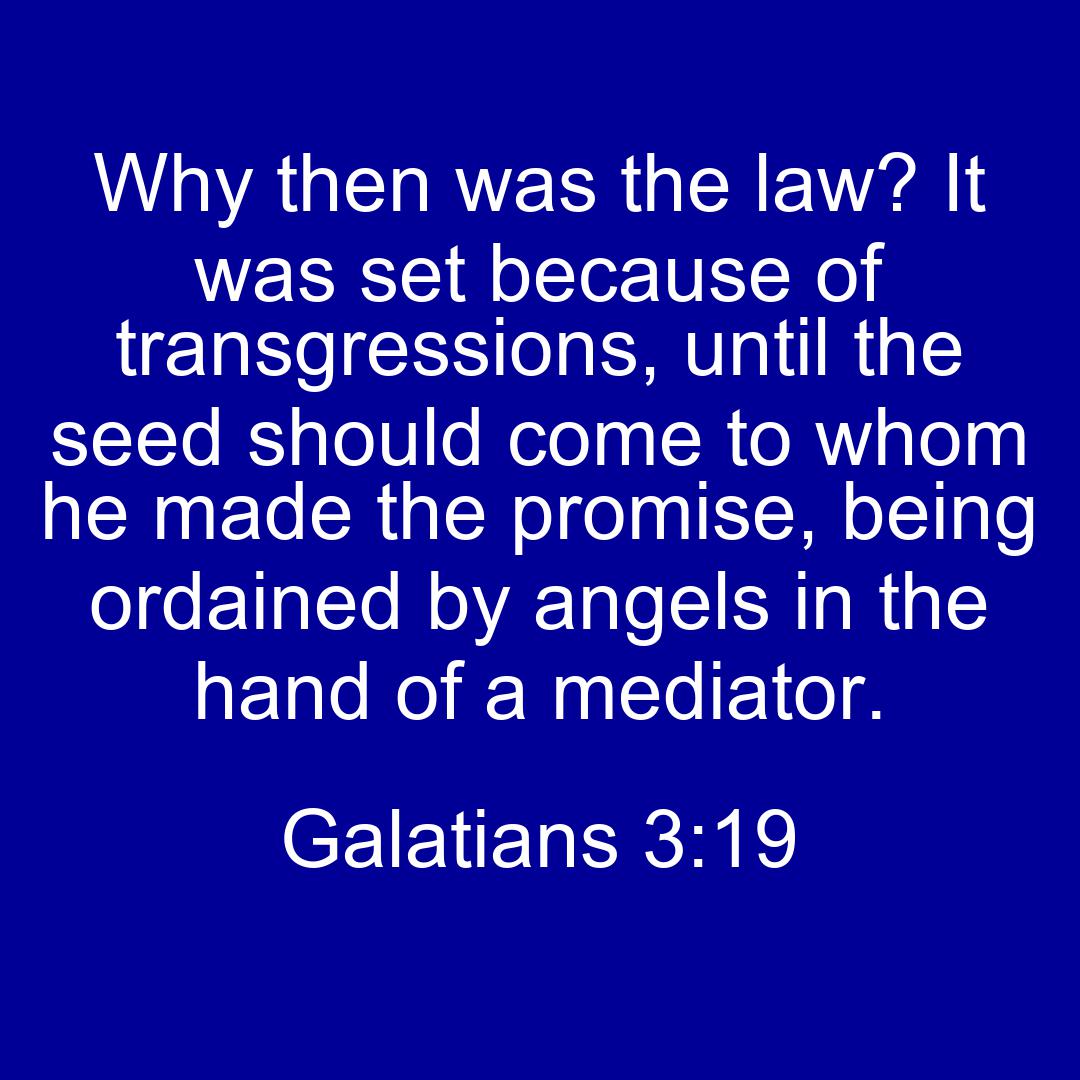 Why then was the law? It
was set because of
transgressions, until the
seed should come to whom
he made the promise, being
ordained by angels in the
hand of a mediator.
Galatians 3:19